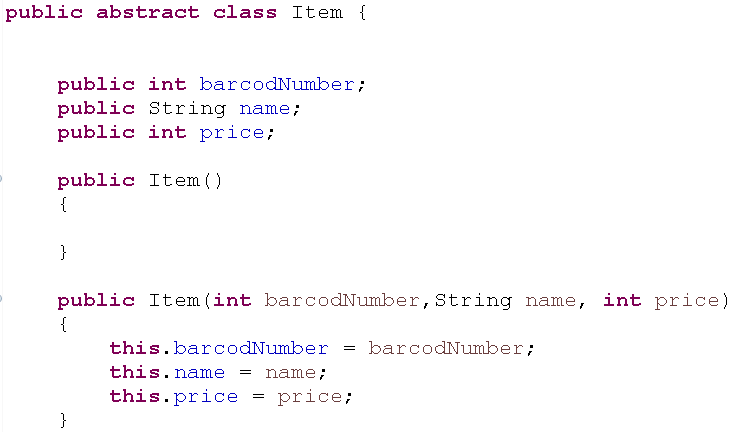 public abstract class Item {
public int barcodNumber;
public String name;
public int price;
public Item()
{
}
public Item(int barcodNumber,String name, int price)
{
this.barcodNumber = barcodNumber;
this.name = name;
this.price = price;
}